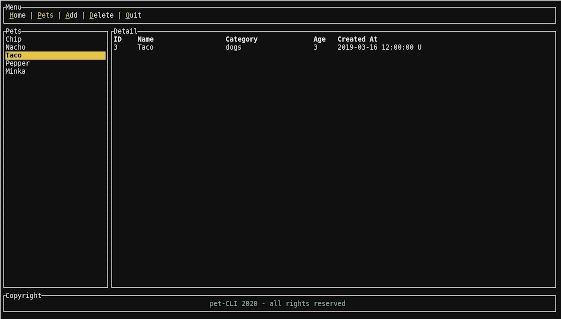 Menu
Home | Pets | Add | Delete | Quit
Pets
Chip
Nacho
Taco
Pepper
Minka
Detail
ID Name Category Age Created At
3 Taco dogs 3 2019-03-16 12:00:00 U
Copyright
pet-CLI 2020 - all rights reserved